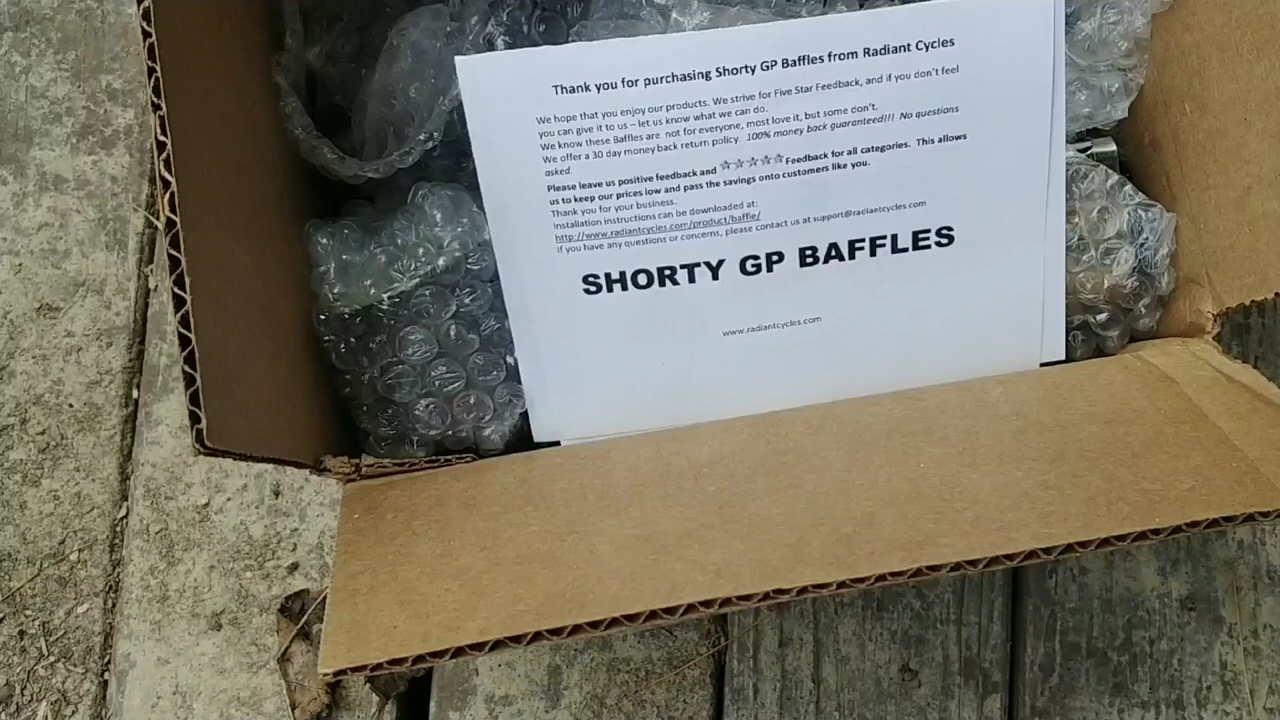 Thank you for purchasing Shorty GP Baffles from Radiant Cycles
We hope that you enjoy our products. We strive for Five Star Feedback, and if you don't feel
you can give it to us – let us know what we can do.
We know these Baffles are not for everyone, most love it, but some don't.
We offer a 30 day money back return policy. 100% money back guaranteed!!! No questions
asked.
Please leave us positive feedback and ☆☆☆☆☆ Feedback for all categories. This allows
us to keep our prices low and pass the savings onto customers like you.
Thank you for your business.
Installation instructions can be downloaded at:
http://www.radiantcycles.com/product/baffle/
If you have any questions or concerns, please contact us at support@radiantcycles.com
SHORTY GP BAFFLES
www.radiantcycles.com